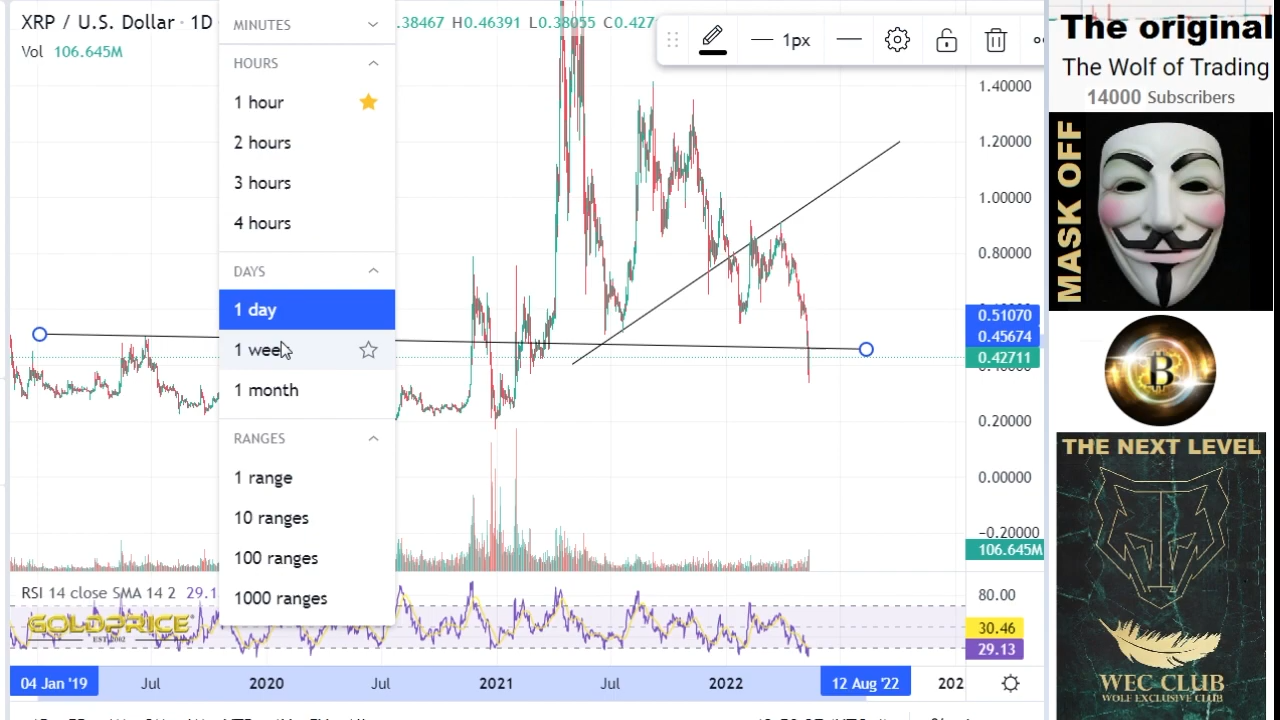 XRP / U.S. Dollar · 1D
.38467 H0.46391 L0.38055 C0.427
Vol 106.645M
MINUTES
HOURS
1 hour
2 hours
3 hours
4 hours
DAYS
1 day
1 week
1 month
RANGES
1 range
10 ranges
100 ranges
1000 ranges
1px
1.40000
1.20000
1.00000
0.80000
0.51070
0.45674
0.42711
0.20000
0.00000
−0.20000
106.645M
RSI 14 close SMA 14 2 29.1
80.00
30.46
29.13
GOLDPRICE
EST 2002
04 Jan '19
Jul
2020
Jul
2021
Jul
2022
12 Aug '22
202
The original
The Wolf of Trading
14000 Subscribers
MASK OFF
THE NEXT LEVEL
WEC CLUB
WOLF EXCLUSIVE CLUB